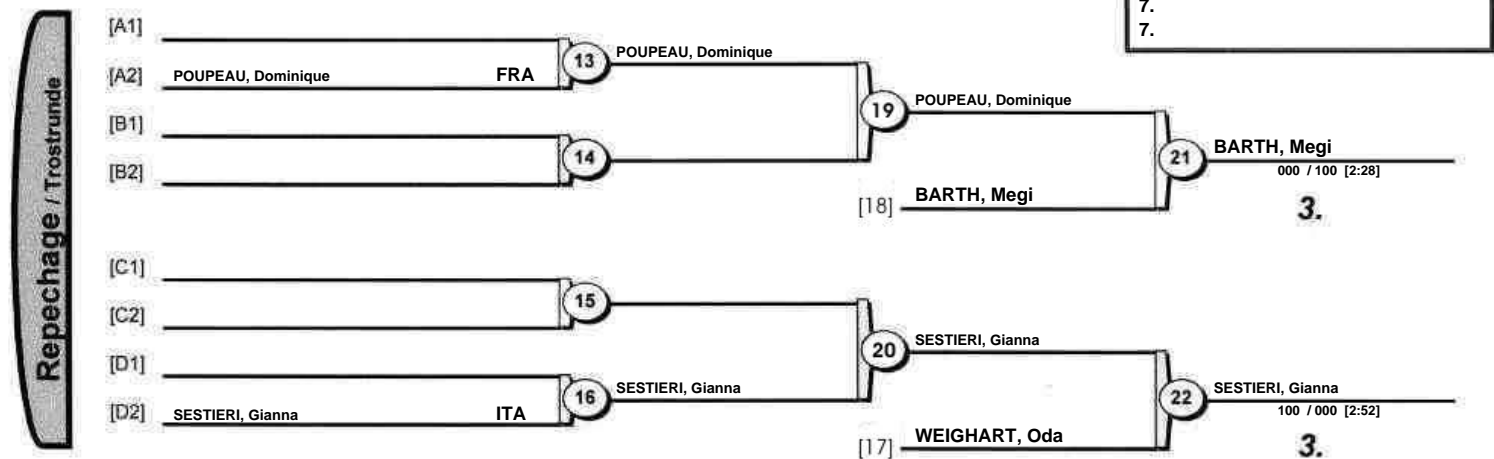 7.
7.
Repechage / Trostrunde
[A1]
[A2] POUPEAU, Dominique FRA
13 POUPEAU, Dominique
[B1]
[B2]
14
19 POUPEAU, Dominique
[18] BARTH, Megi
21 BARTH, Megi
000 / 100 [2:28]
3.
[C1]
[C2]
15
[D1]
[D2] SESTIERI, Gianna ITA
16 SESTIERI, Gianna
20 SESTIERI, Gianna
[17] WEIGHART, Oda
22 SESTIERI, Gianna
100 / 000 [2:52]
3.